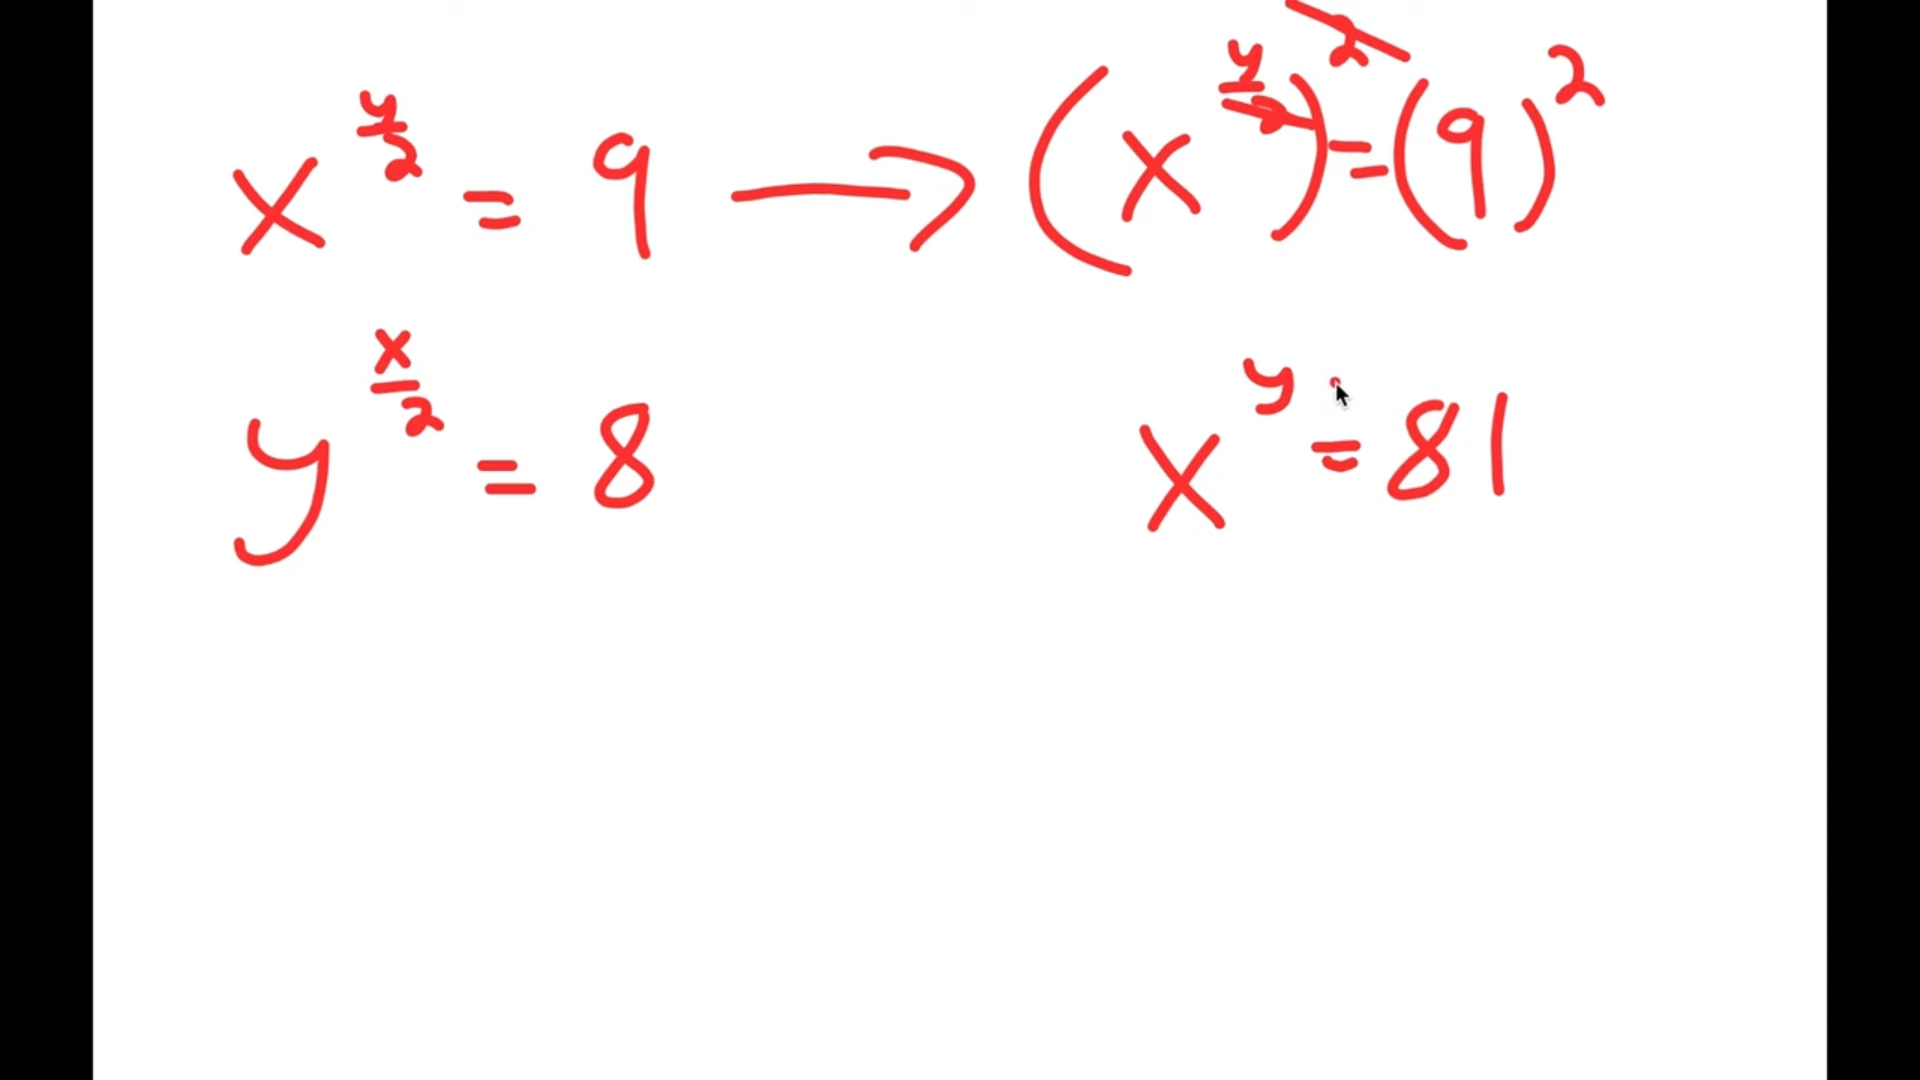 x^(y/2) = 9 → (x^(y/2))^2 = (9)^2
y^(x/2) = 8
x^y = 81